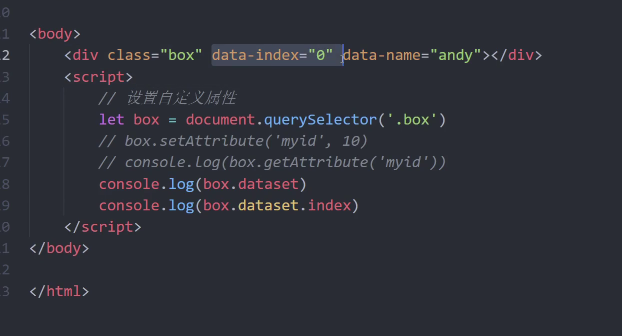 0
1 <body>
2 <div class="box" data-index="0" data-name="andy"></div>
3 <script>
4 // 设置自定义属性
5 let box = document.querySelector('.box')
6 // box.setAttribute('myid', 10)
7 // console.log(box.getAttribute('myid'))
8 console.log(box.dataset)
9 console.log(box.dataset.index)
0 </script>
1 </body>
2
3 </html>